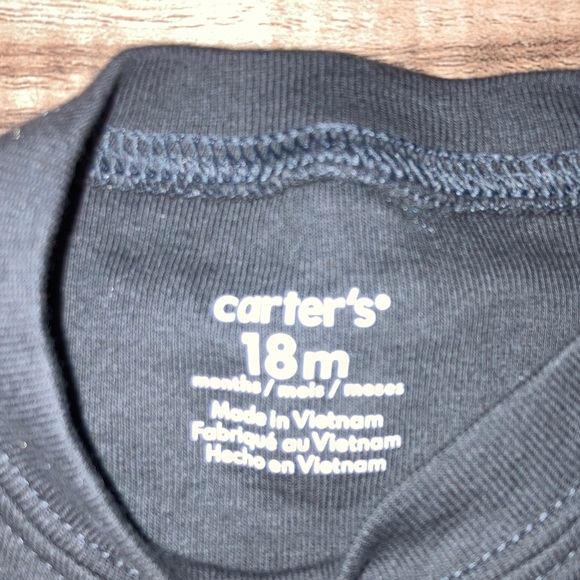 carter's®
18m
months / mois / meses
Made in Vietnam
Fabriqué au Vietnam
Hecho en Vietnam